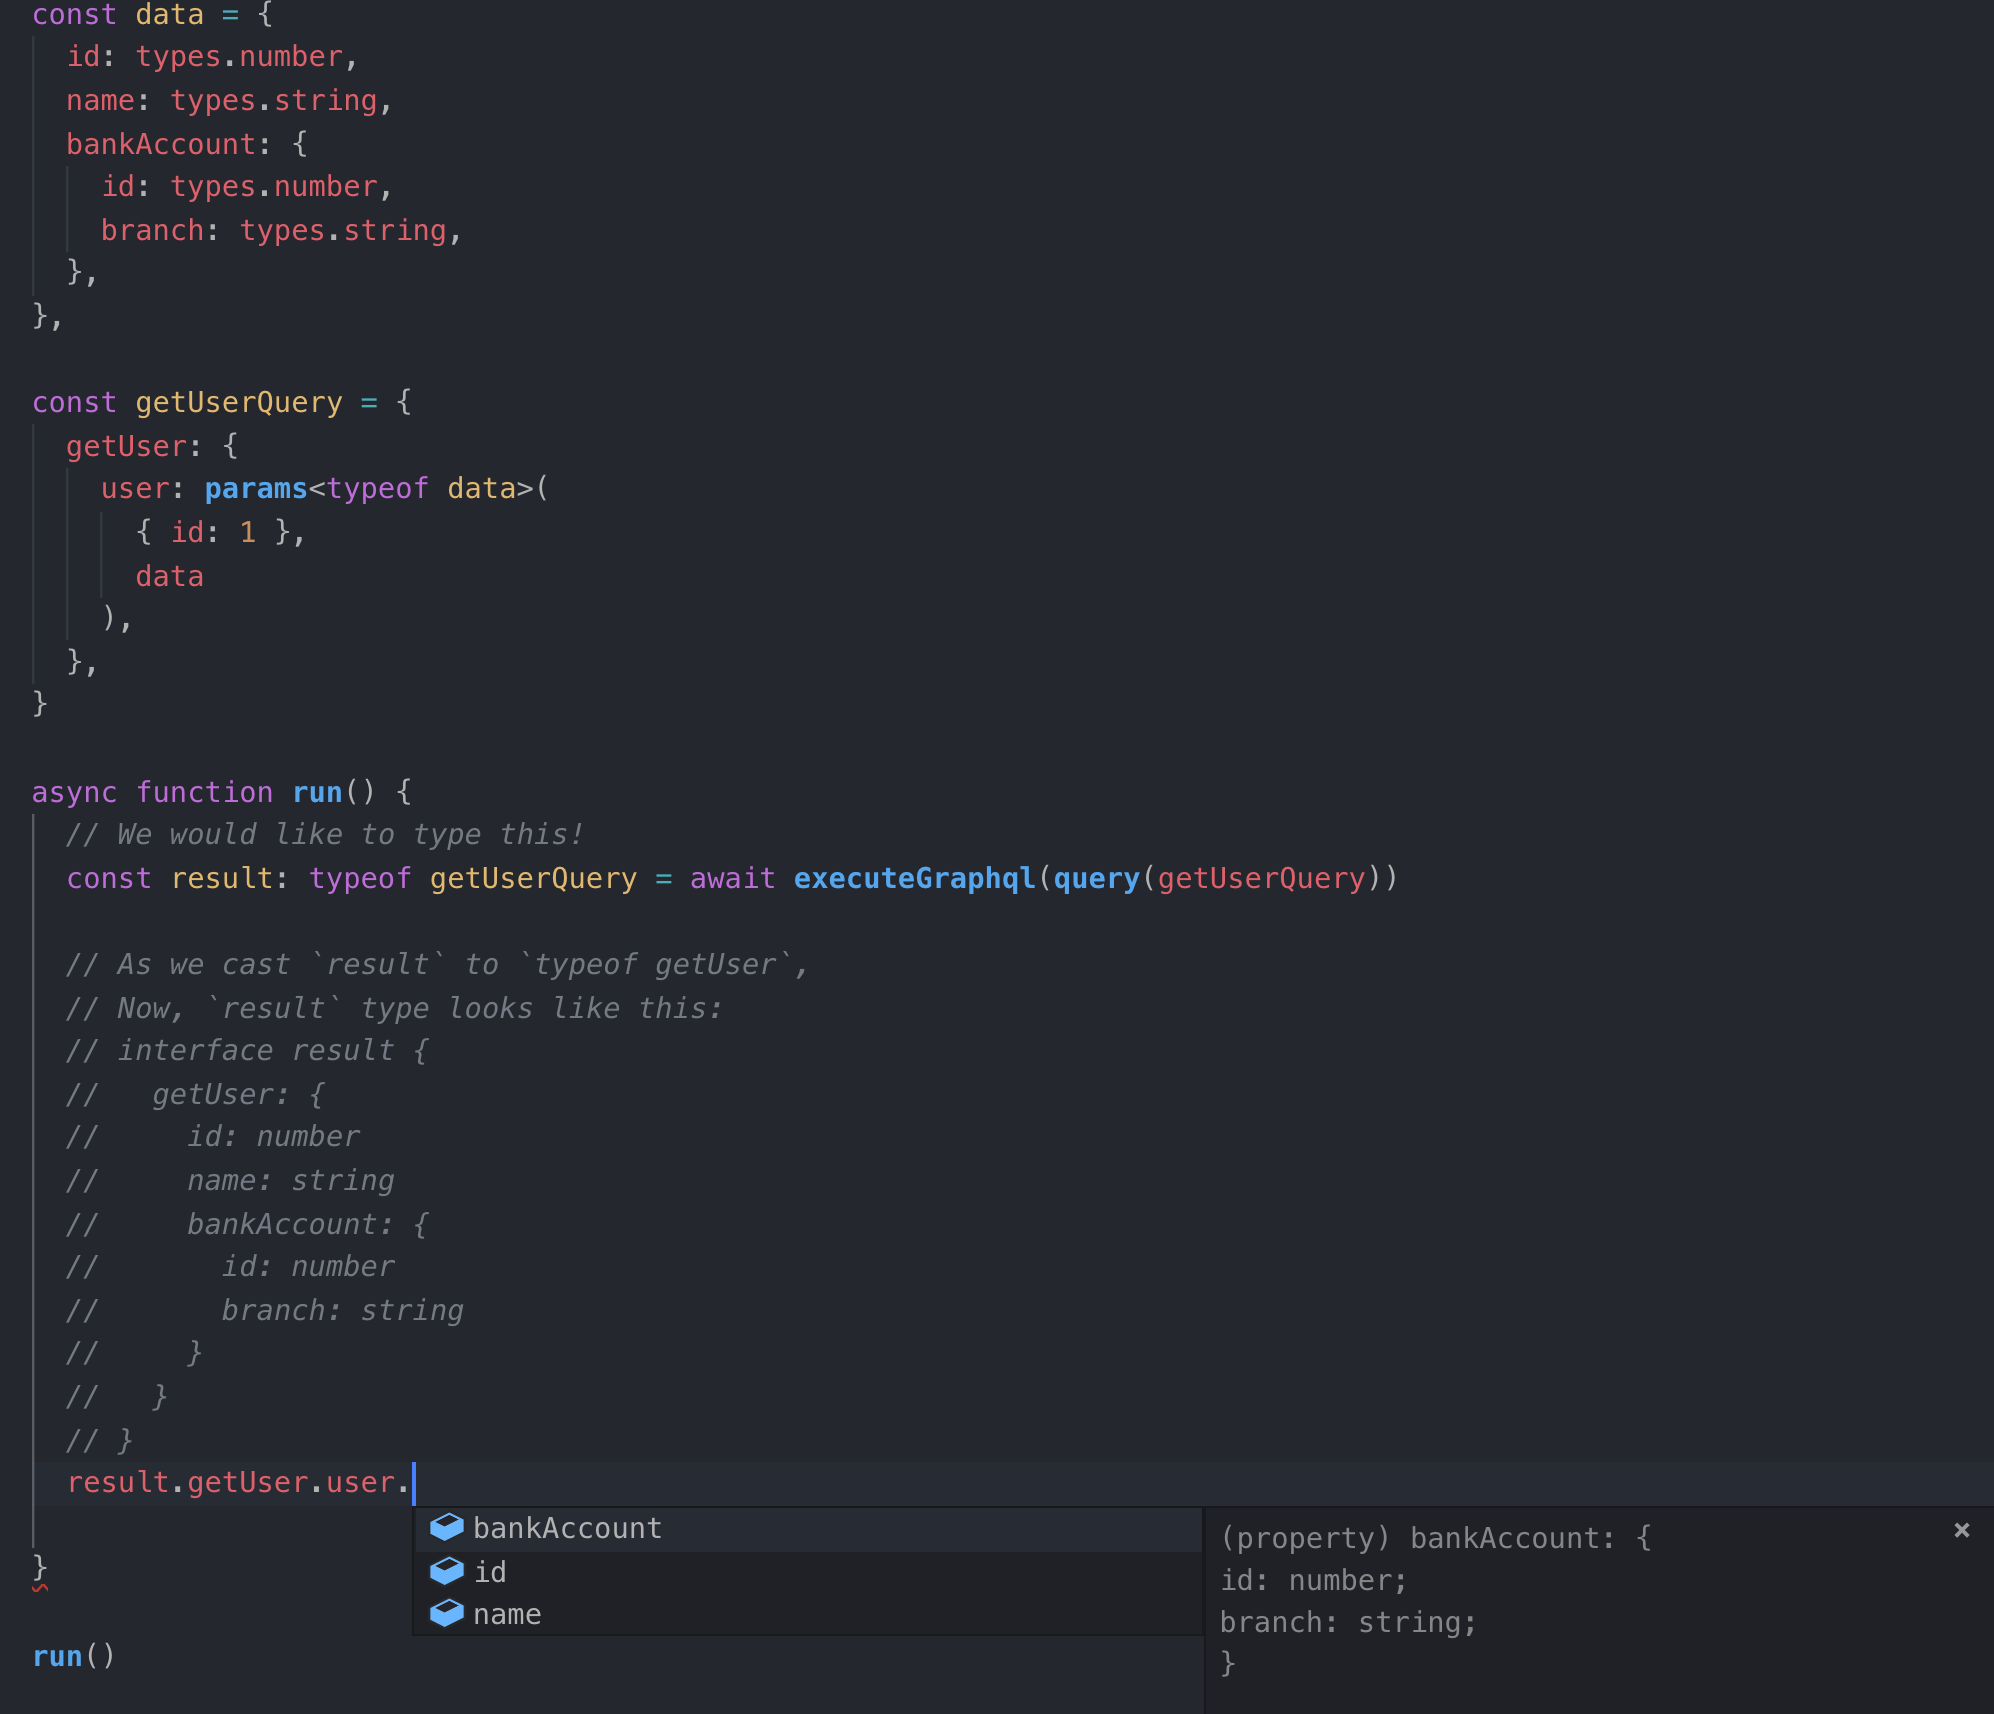 const data = {
  id: types.number,
  name: types.string,
  bankAccount: {
    id: types.number,
    branch: types.string,
  },
},

const getUserQuery = {
  getUser: {
    user: params<typeof data>(
      { id: 1 },
      data
    ),
  },
}

async function run() {
  // We would like to type this!
  const result: typeof getUserQuery = await executeGraphql(query(getUserQuery))

  // As we cast `result` to `typeof getUser`,
  // Now, `result` type looks like this:
  // interface result {
  //   getUser: {
  //     id: number
  //     name: string
  //     bankAccount: {
  //       id: number
  //       branch: string
  //     }
  //   }
  // }
  result.getUser.user.
bankAccount
id
name
(property) bankAccount: {
id: number;
branch: string;
}
×
}

run()